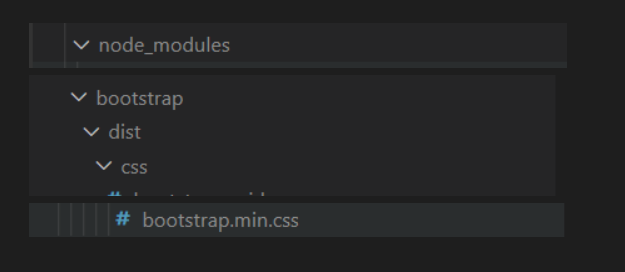 node_modules
bootstrap
dist
css
# bootstrap.min.css